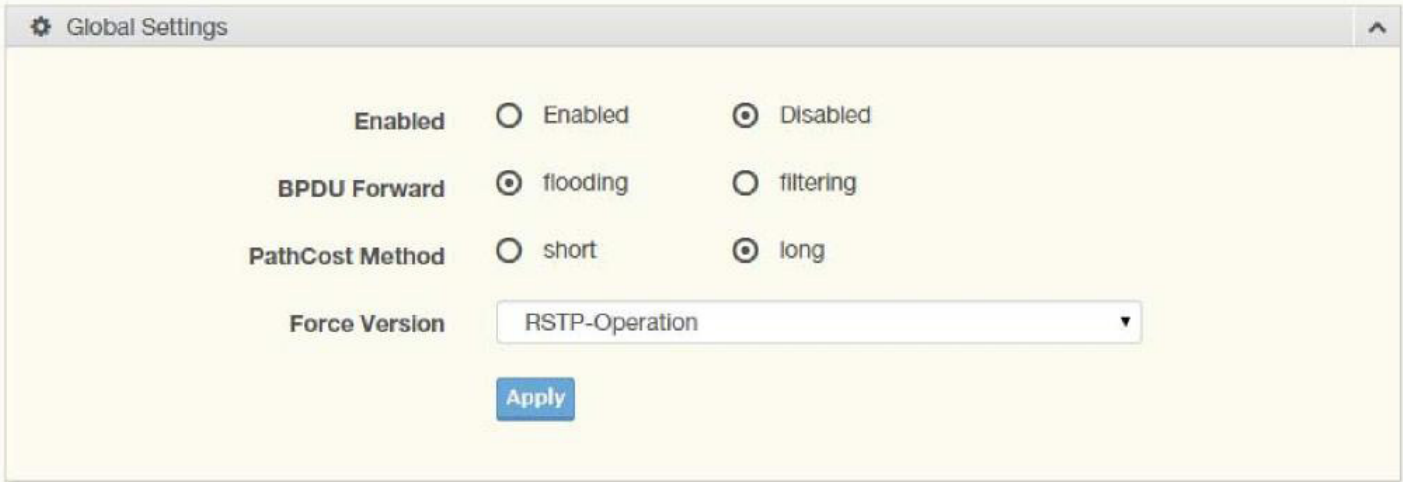 Global Settings
Enabled Enabled Disabled
BPDU Forward flooding filtering
PathCost Method short long
Force Version RSTP-Operation
Apply